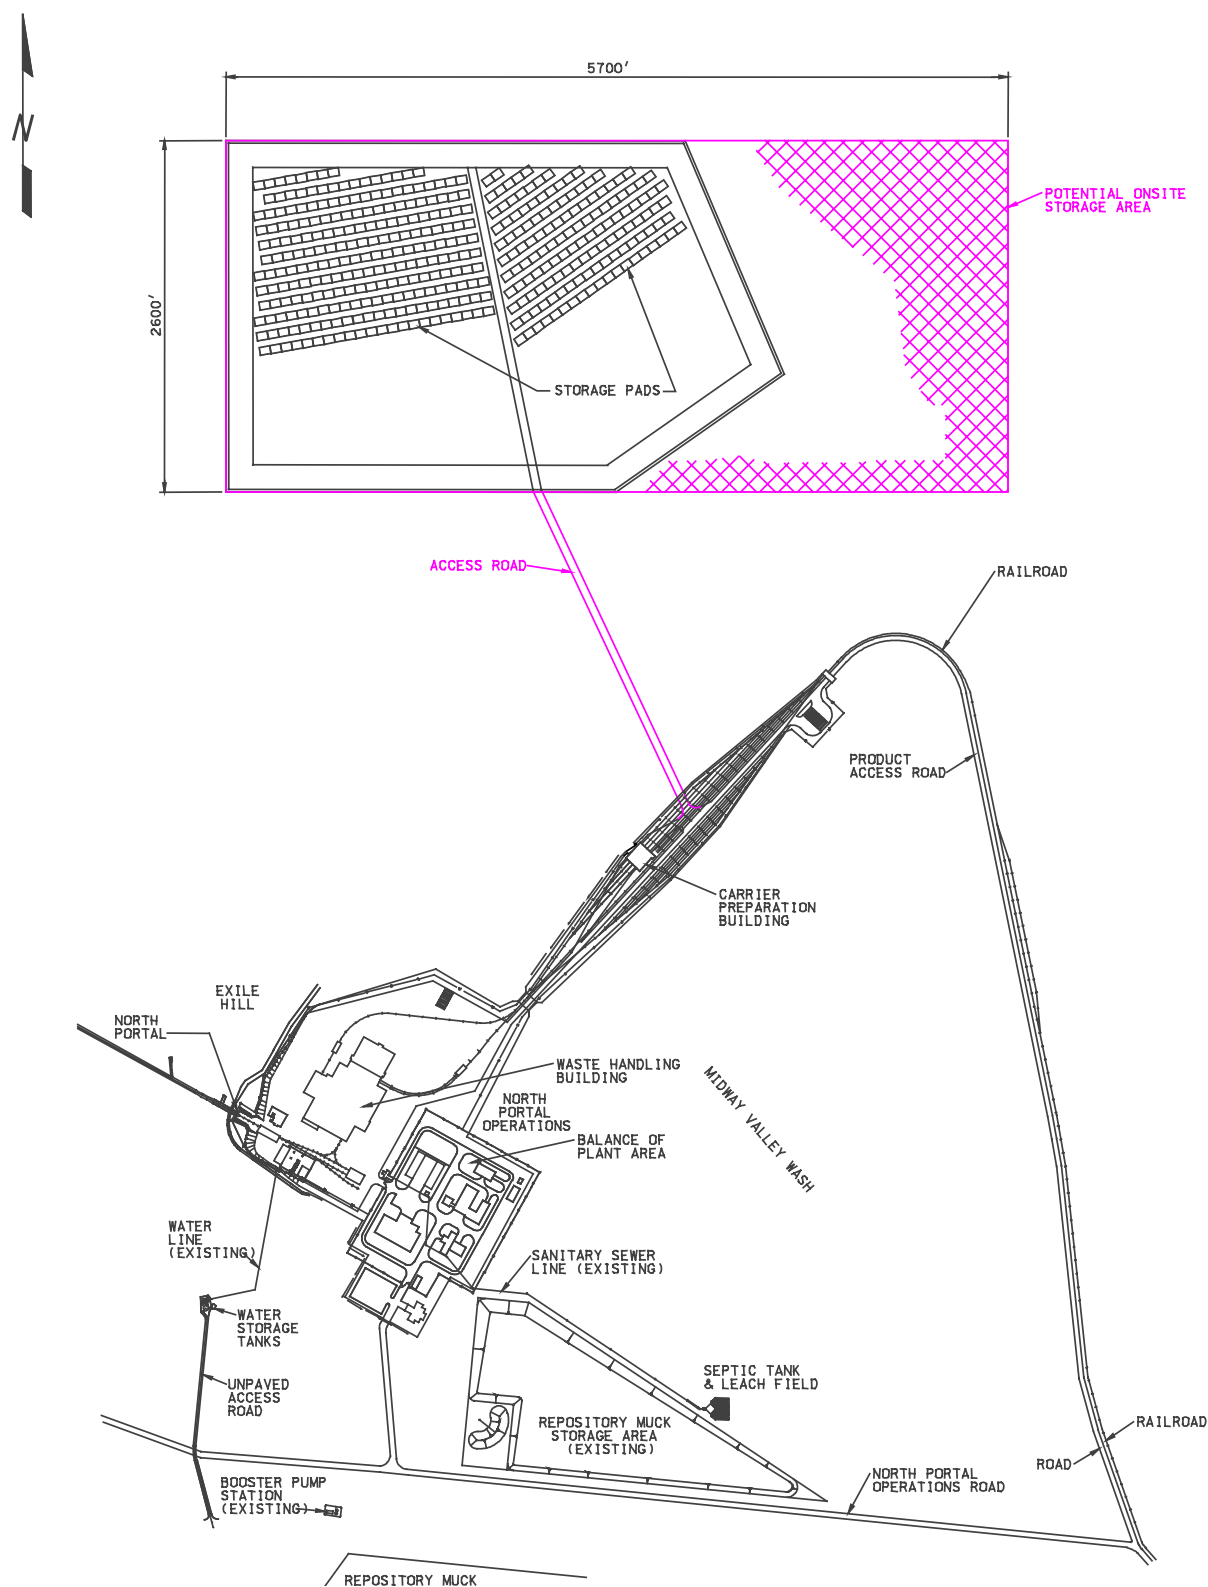 5700'
N
POTENTIAL ONSITE
STORAGE AREA
2600'
STORAGE PADS
ACCESS ROAD
RAILROAD
PRODUCT
ACCESS ROAD
CARRIER
PREPARATION
BUILDING
EXILE
HILL
NORTH
PORTAL
WASTE HANDLING
BUILDING
MIDWAY VALLEY WASH
NORTH
PORTAL
OPERATIONS
BALANCE OF
PLANT AREA
WATER
LINE
(EXISTING)
SANITARY SEWER
LINE (EXISTING)
WATER
STORAGE
TANKS
SEPTIC TANK
& LEACH FIELD
UNPAVED
ACCESS
ROAD
REPOSITORY MUCK
STORAGE AREA
(EXISTING)
RAILROAD
ROAD
NORTH PORTAL
OPERATIONS ROAD
BOOSTER PUMP
STATION
(EXISTING)
REPOSITORY MUCK